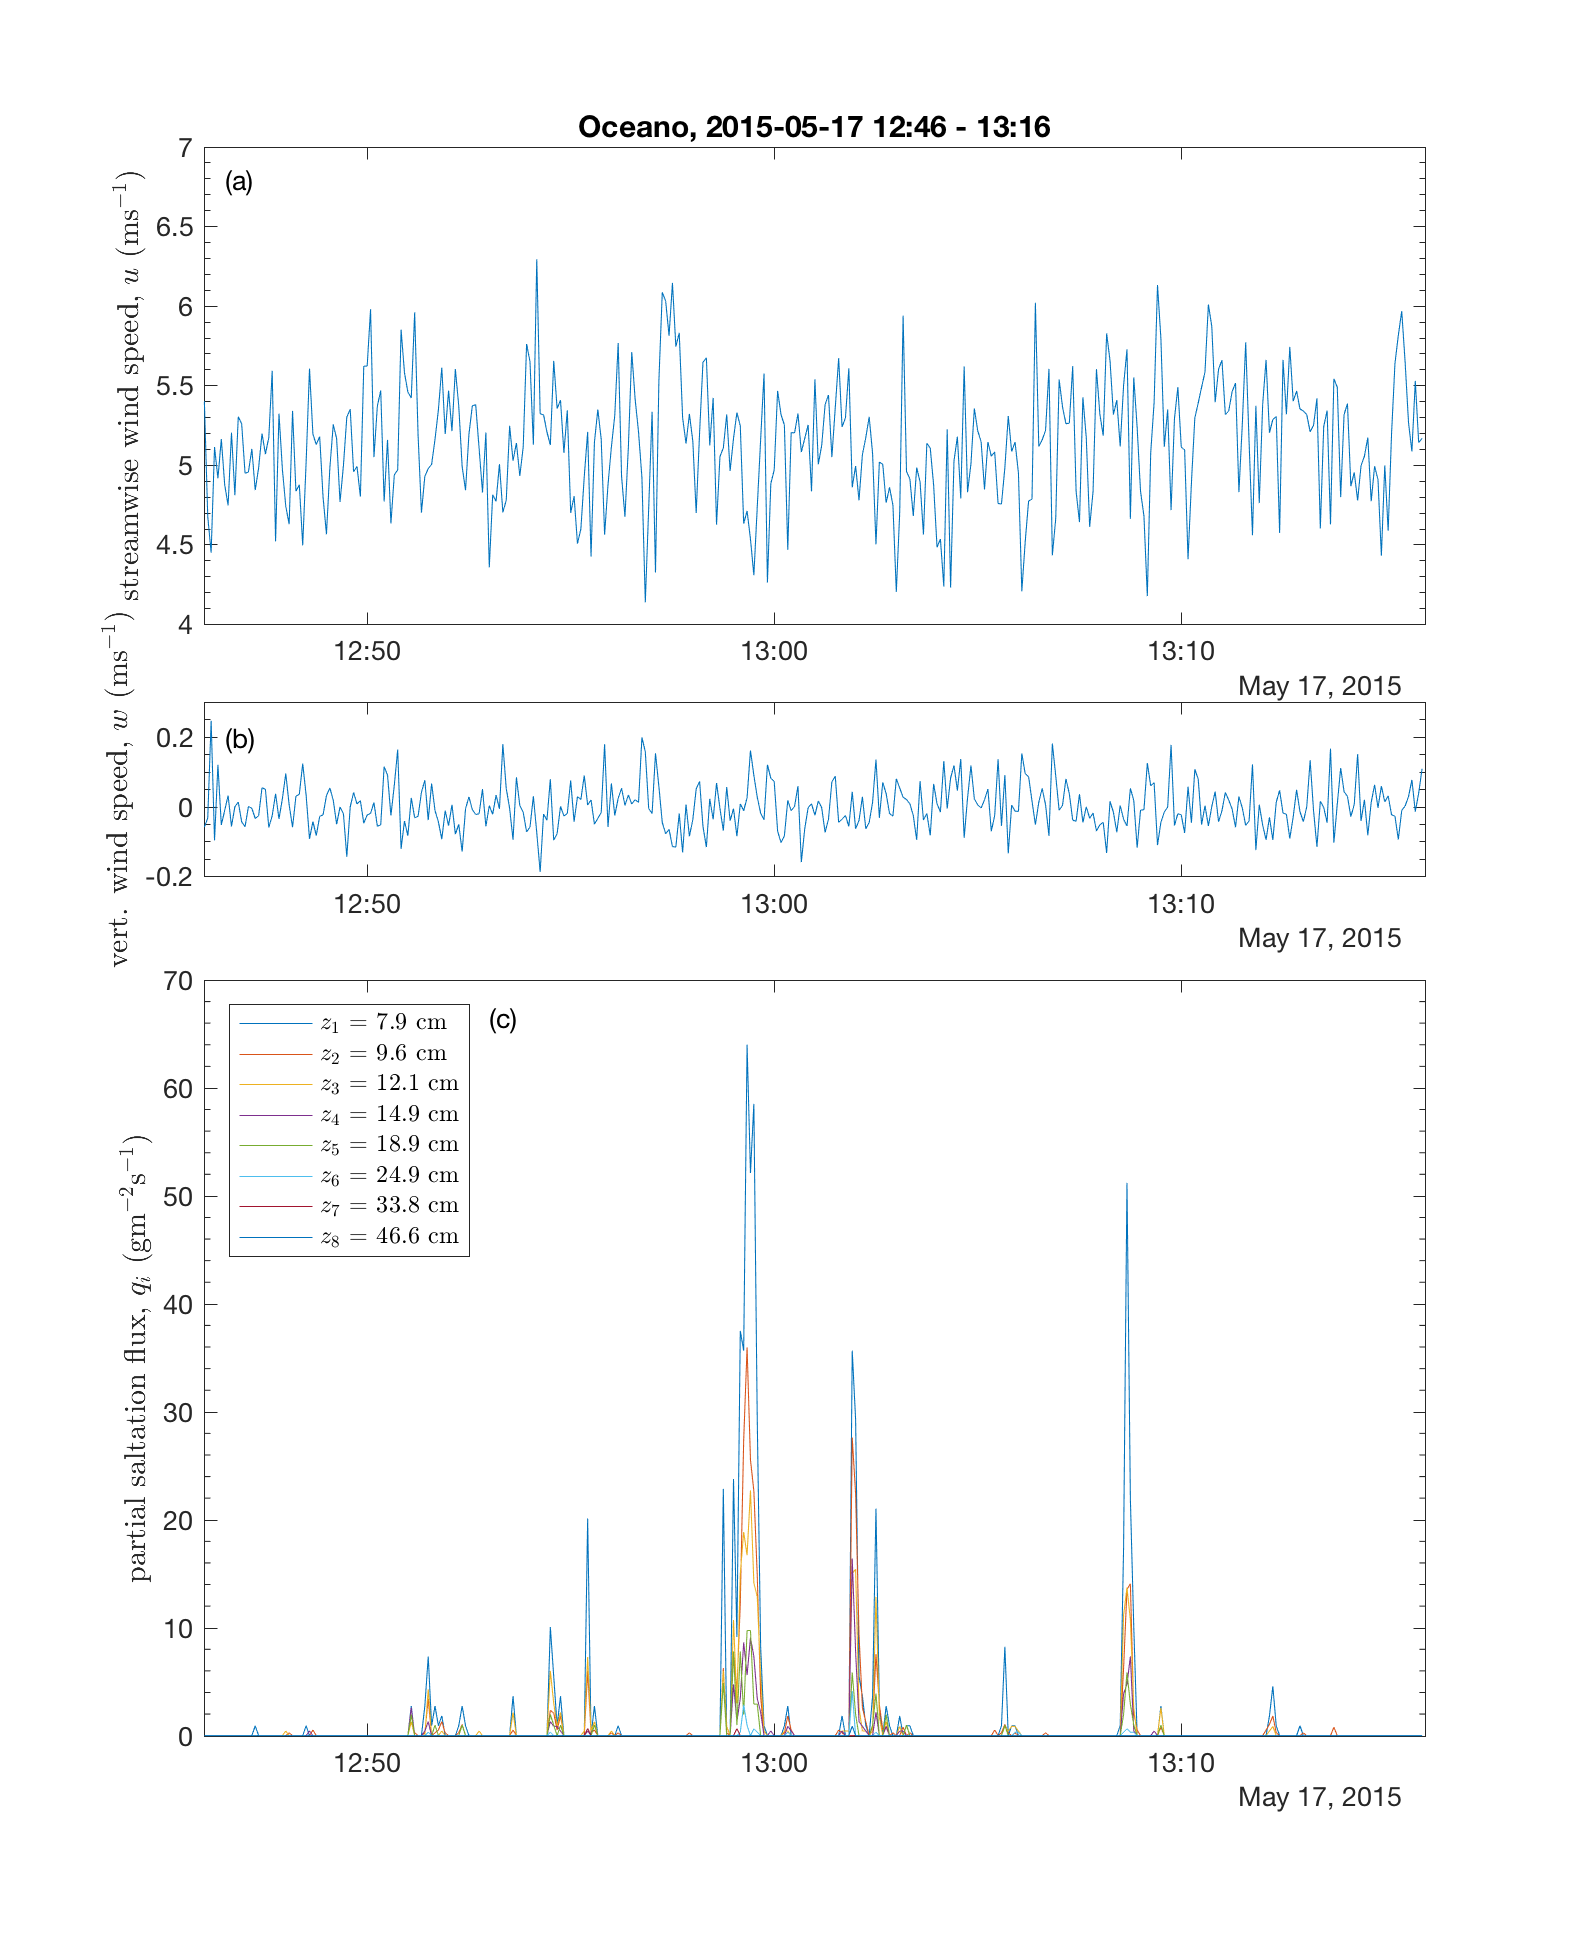 Oceano, 2015-05-17 12:46 - 13:16
(a)
streamwise wind speed, u (ms⁻¹)
7
6.5
6
5.5
5
4.5
4
12:50 13:00 13:10
May 17, 2015
(b)
vert. wind speed, w (ms⁻¹)
0.2
0
-0.2
12:50 13:00 13:10
May 17, 2015
(c)
partial saltation flux, qᵢ (gm⁻²s⁻¹)
70
60
50
40
30
20
10
0
z₁ = 7.9 cm
z₂ = 9.6 cm
z₃ = 12.1 cm
z₄ = 14.9 cm
z₅ = 18.9 cm
z₆ = 24.9 cm
z₇ = 33.8 cm
z₈ = 46.6 cm
12:50 13:00 13:10
May 17, 2015